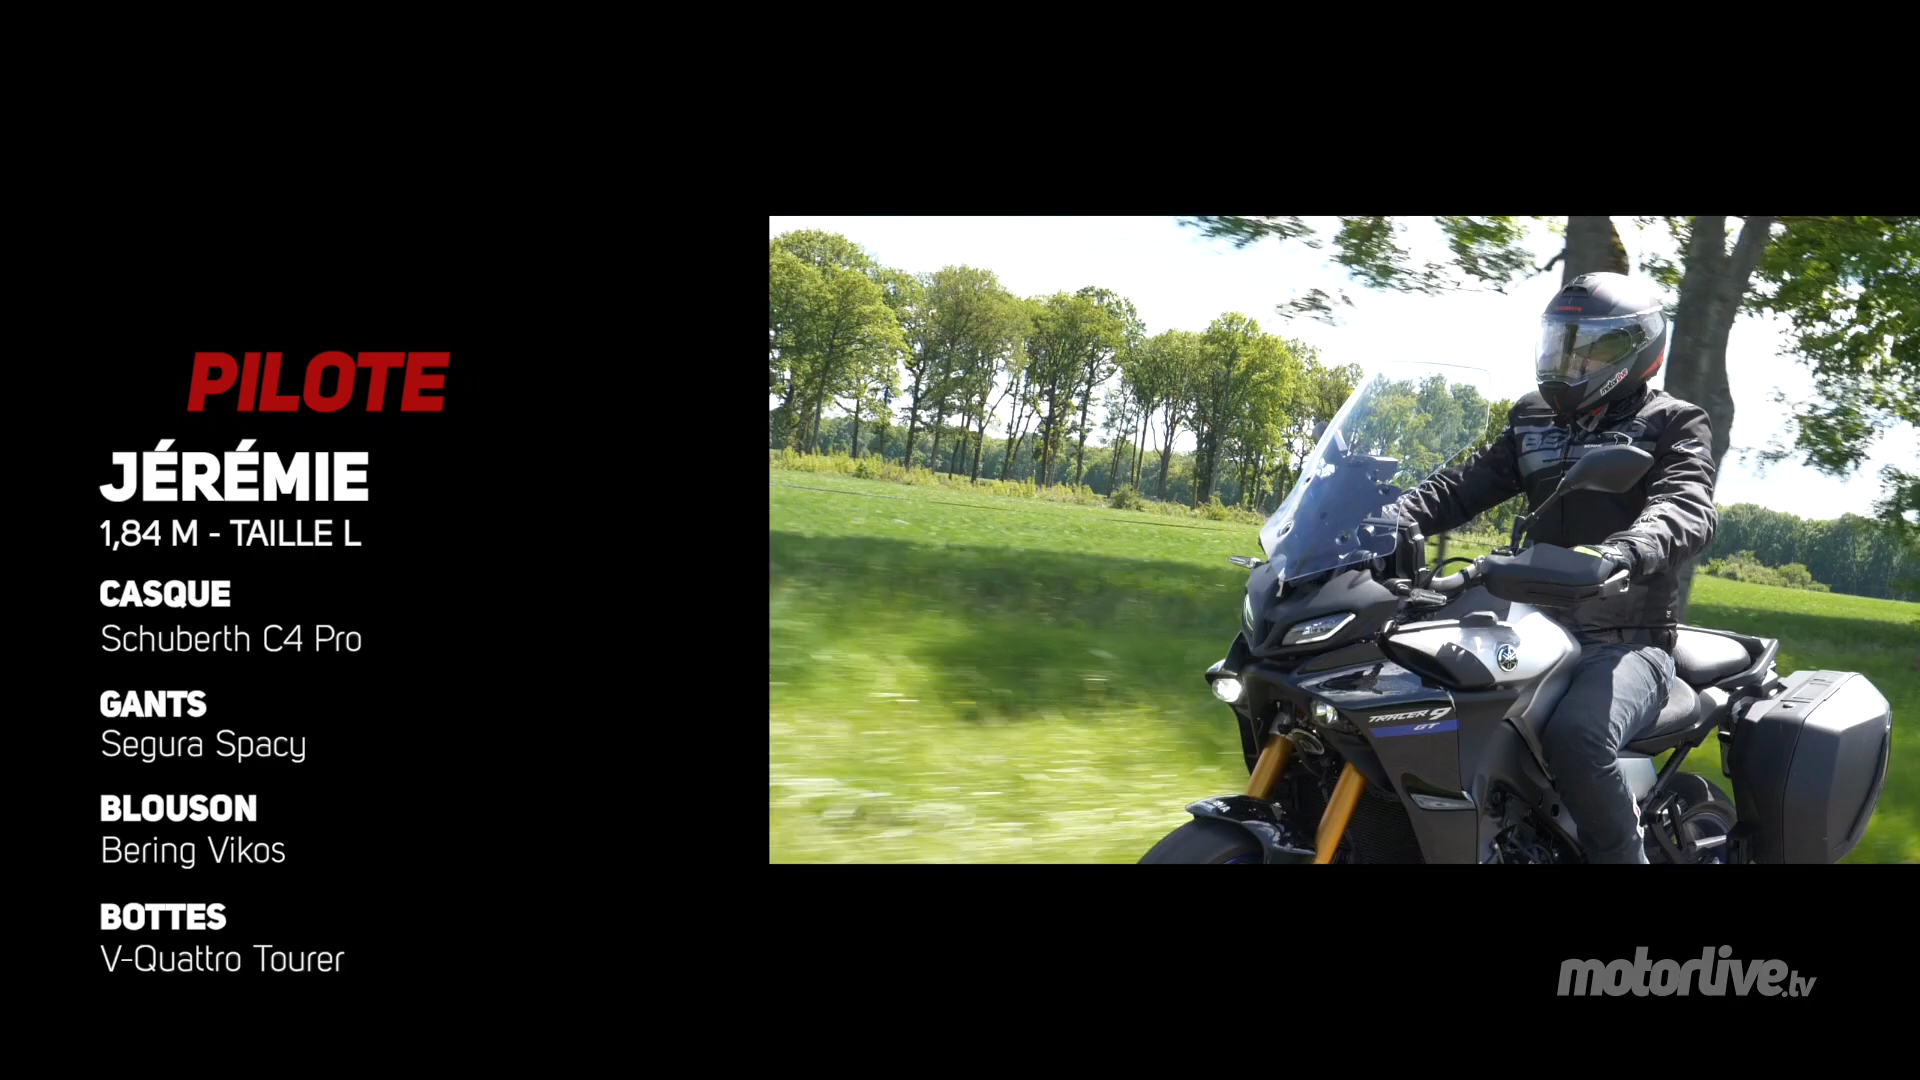 PILOTE
JÉRÉMIE
1,84 M - TAILLE L
CASQUE
Schuberth C4 Pro
GANTS
Segura Spacy
BLOUSON
Bering Vikos
BOTTES
V-Quattro Tourer
motorlive
TRACER 9
GT
motorlive.tv